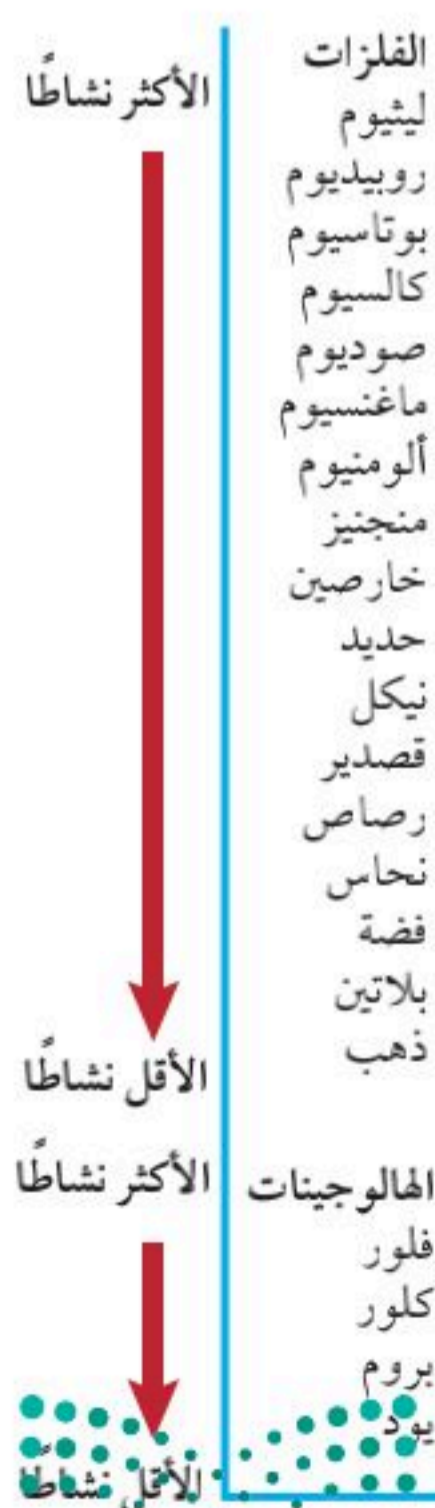 الفلزات
الأكثر نشاطًا
ليثيوم
روبيديوم
بوتاسيوم
كالسيوم
صوديوم
ماغنسيوم
ألومنيوم
منجنيز
خارصين
حديد
نيكل
قصدير
رصاص
نحاس
فضة
بلاتين
ذهب
الأقل نشاطًا
الهالوجينات
الأكثر نشاطًا
فلور
كلور
بروم
يود
الأقل نشاطًا